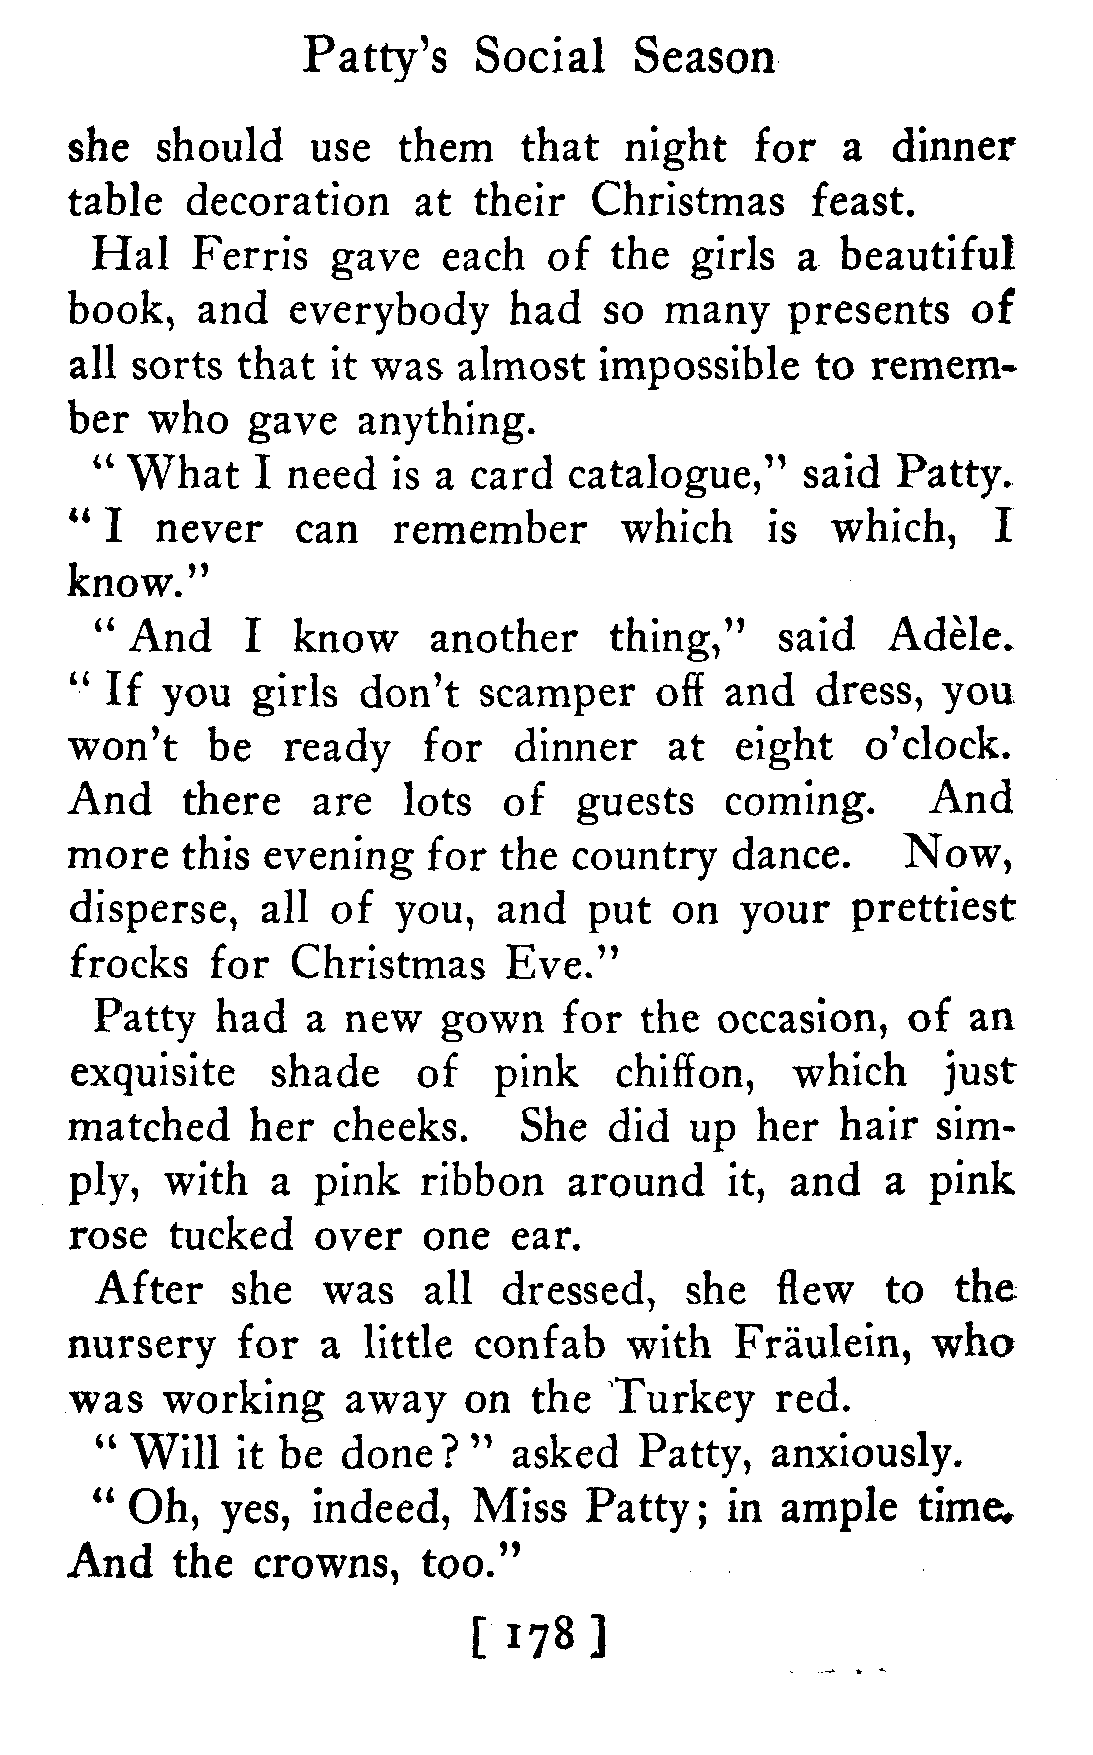 Patty's Social Season
she should use them that night for a dinner
table decoration at their Christmas feast.
Hal Ferris gave each of the girls a beautiful
book, and everybody had so many presents of
all sorts that it was almost impossible to remem-
ber who gave anything.
“ What I need is a card catalogue,” said Patty.
“ I never can remember which is which, I
know.”
“ And I know another thing,” said Adèle.
“ If you girls don't scamper off and dress, you
won't be ready for dinner at eight o'clock.
And there are lots of guests coming. And
more this evening for the country dance. Now,
disperse, all of you, and put on your prettiest
frocks for Christmas Eve.”
Patty had a new gown for the occasion, of an
exquisite shade of pink chiffon, which just
matched her cheeks. She did up her hair sim-
ply, with a pink ribbon around it, and a pink
rose tucked over one ear.
After she was all dressed, she flew to the
nursery for a little confab with Fräulein, who
was working away on the Turkey red.
“ Will it be done? ” asked Patty, anxiously.
“ Oh, yes, indeed, Miss Patty; in ample time.
And the crowns, too.”
[ 178 ]